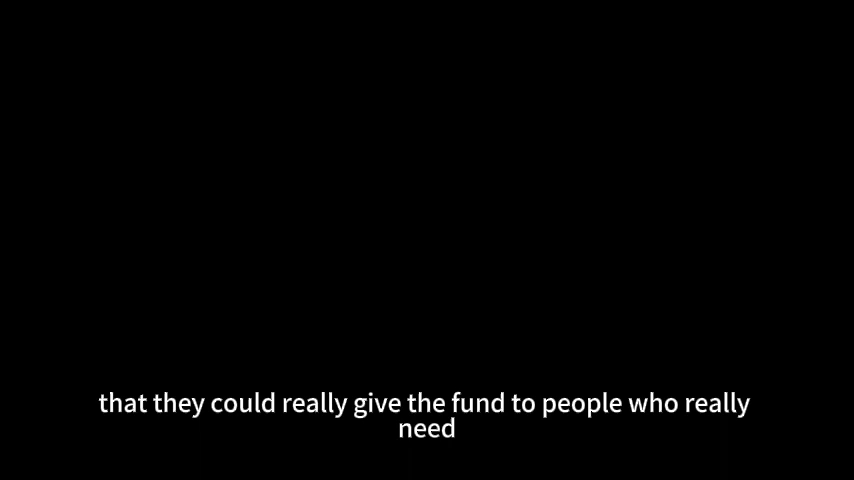 that they could really give the fund to people who really
need